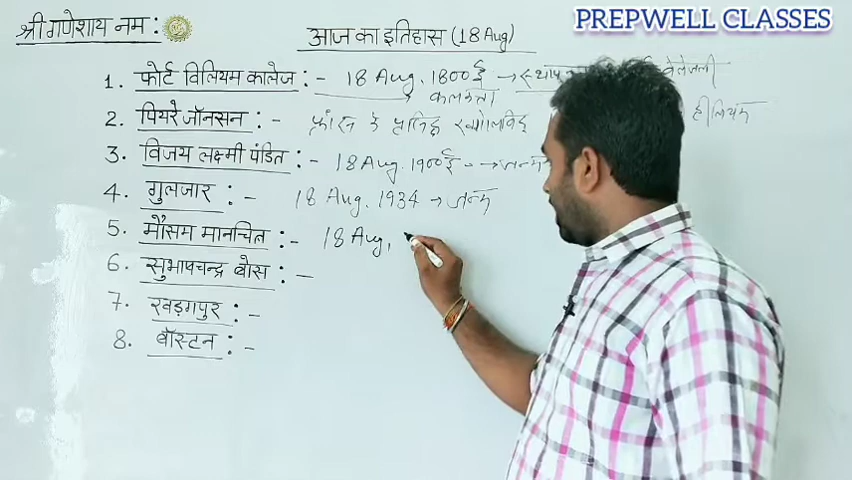 PREPWELL CLASSES
श्री गणेशाय नम:
आज का इतिहास (18 Aug)
1. फोर्ट विलियम कालेज :- 18 Aug. 1800 ई → स्थाप वेलेजली
कलकत्ता
2. पियरे जॉनसन :- फ्रांस के प्रसिद्ध खगोलविद् हीलियम
3. विजय लक्ष्मी पंडित :- 18 Aug. 1900 ई → जन्म
4. गुलजार :- 18 Aug. 1934 → जन्म
5. मौसम मानचित :- 18 Aug.
6. सुभाषचन्द्र बोस :-
7. खड़गपुर :-
8. बॉस्टन :-